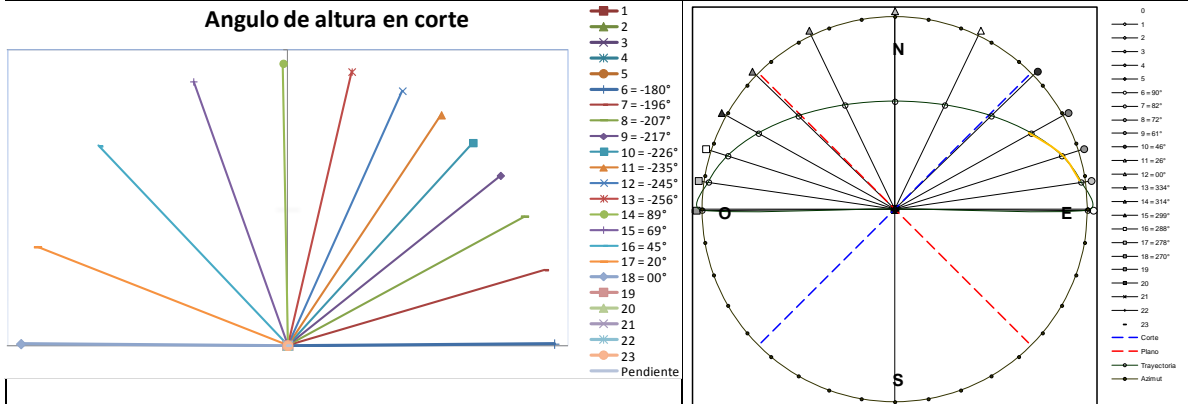 Angulo de altura en corte
1
2
3
4
5
6 = -180°
7 = -196°
8 = -207°
9 = -217°
10 = -226°
11 = -235°
12 = -245°
13 = -256°
14 = 89°
15 = 69°
16 = 45°
17 = 20°
18 = 00°
19
20
21
22
23
Pendiente
N
O
E
S
0
1
2
3
4
5
6 = 90°
7 = 82°
8 = 72°
9 = 61°
10 = 46°
11 = 26°
12 = 00°
13 = 334°
14 = 314°
15 = 299°
16 = 288°
17 = 278°
18 = 270°
19
20
21
22
23
Corte
Plano
Trayectoria
Azimut